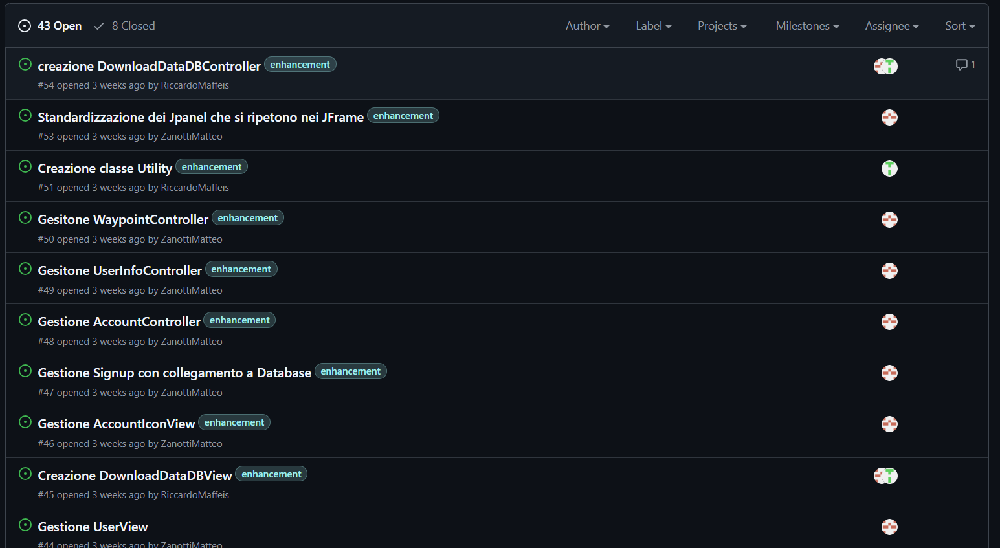 43 Open 8 Closed Author Label Projects Milestones Assignee Sort
creazione DownloadDataDBController enhancement 1
#54 opened 3 weeks ago by RiccardoMaffeis
Standardizzazione dei Jpanel che si ripetono nei JFrame enhancement
#53 opened 3 weeks ago by ZanottiMatteo
Creazione classe Utility enhancement
#51 opened 3 weeks ago by RiccardoMaffeis
Gesitone WaypointController enhancement
#50 opened 3 weeks ago by ZanottiMatteo
Gesitone UserInfoController enhancement
#49 opened 3 weeks ago by ZanottiMatteo
Gestione AccountController enhancement
#48 opened 3 weeks ago by ZanottiMatteo
Gestione Signup con collegamento a Database enhancement
#47 opened 3 weeks ago by ZanottiMatteo
Gestione AccountIconView enhancement
#46 opened 3 weeks ago by ZanottiMatteo
Creazione DownloadDataDBView enhancement
#45 opened 3 weeks ago by RiccardoMaffeis
Gestione UserView
#44 opened 3 weeks ago by ZanottiMatteo